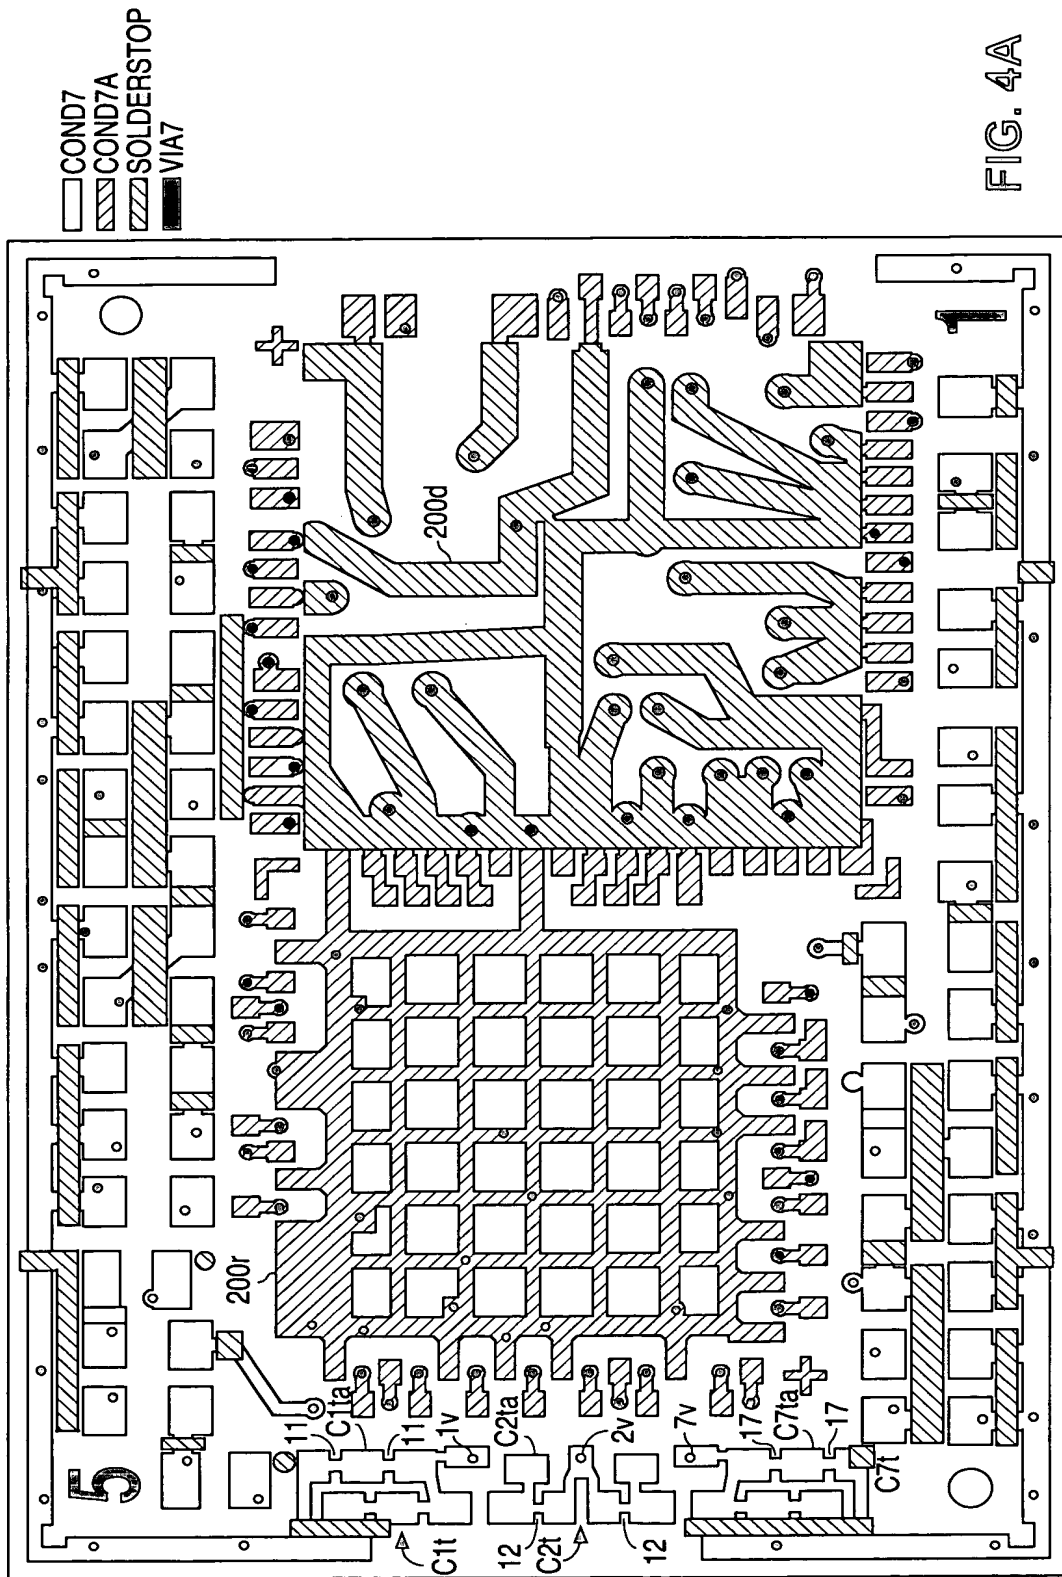 COND7
COND7A
SOLDERSTOP
VIA7
FIG. 4A
5
1
200r
200d
11
C1ta
11
1v
C1t
C2ta
12
C2t
2v
12
7v
17
C7ta
17
C7t